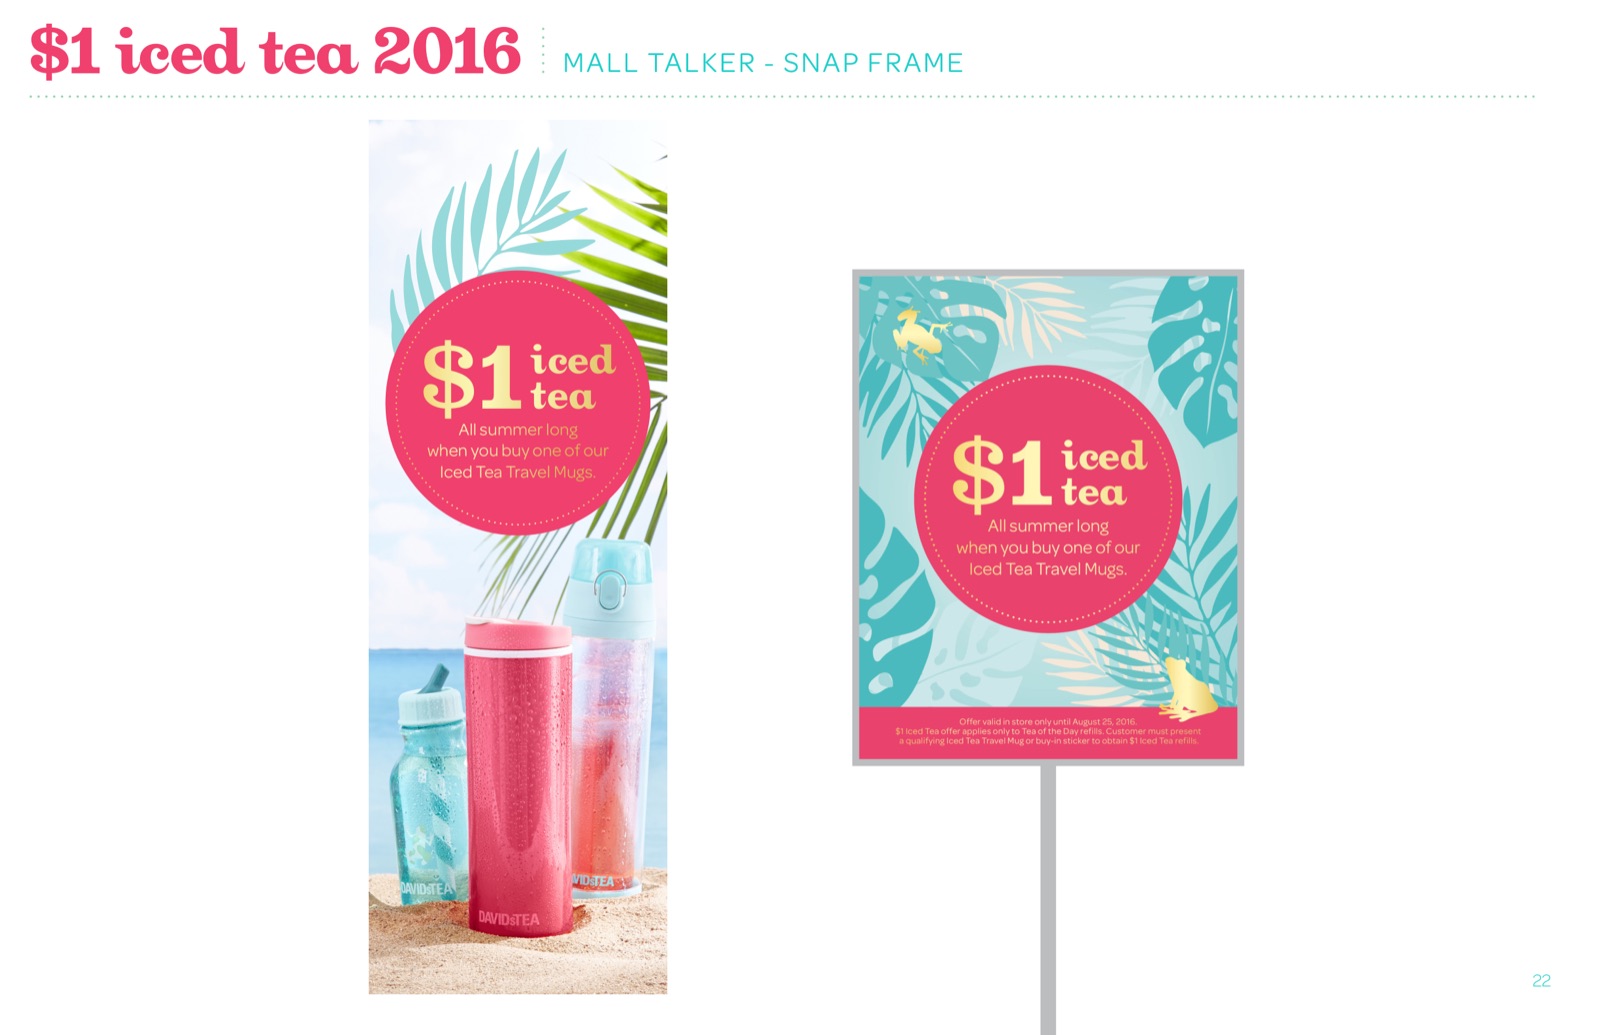 $1 iced tea 2016
MALL TALKER - SNAP FRAME
$1 iced
tea
All summer long
when you buy one of our
Iced Tea Travel Mugs.
DAVIDsTEA
DAVIDsTEA
VIDsTEA
$1 iced
tea
All summer long
when you buy one of our
Iced Tea Travel Mugs.
Offer valid in store only until August 25, 2016.
$1 Iced Tea offer applies only to Tea of the Day refills. Customer must present
a qualifying Iced Tea Travel Mug or buy-in sticker to obtain $1 Iced Tea refills.
22